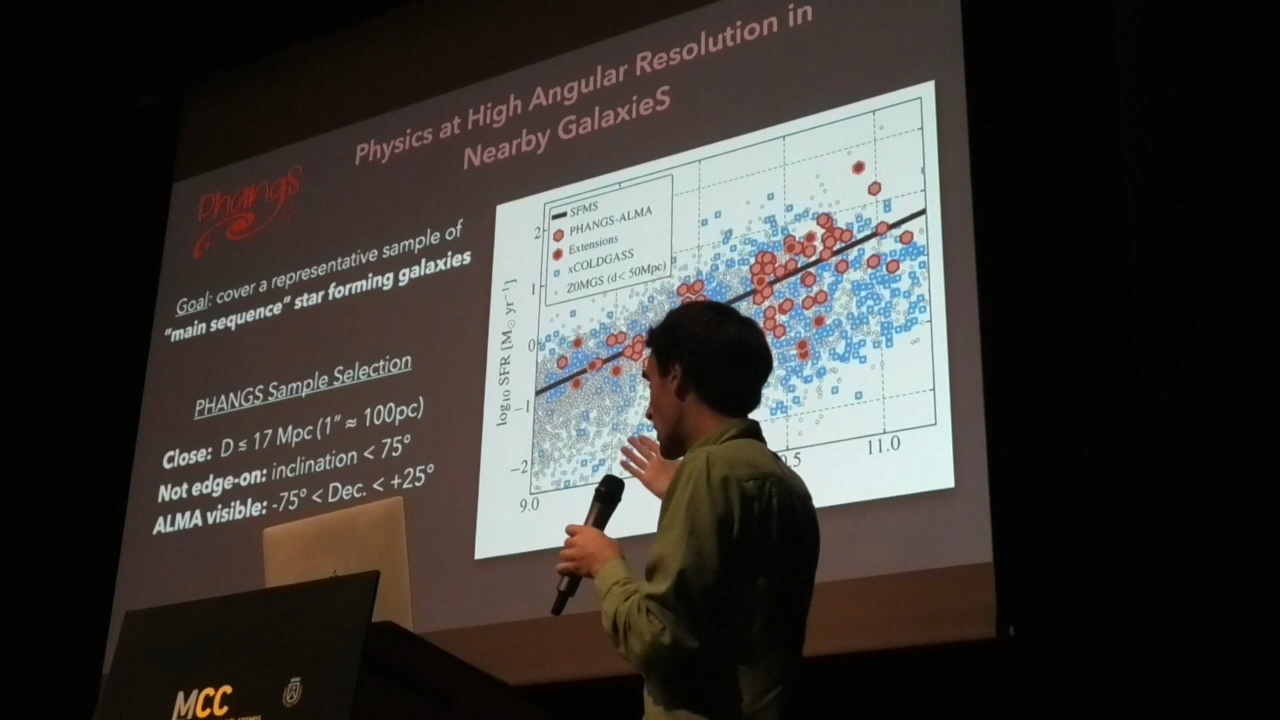 Physics at High Angular Resolution in
Nearby GalaxieS
PhangS
Goal: cover a representative sample of
“main sequence” star forming galaxies
PHANGS Sample Selection
Close: D ≤ 17 Mpc (1” ≈ 100pc)
Not edge-on: inclination < 75°
ALMA visible: -75° < Dec. < +25°
SFMS
PHANGS-ALMA
Extensions
xCOLDGASS
Z0MGS (d< 50Mpc)
log10 SFR [M⊙ yr−1]
2
1
0
−1
−2
9.0
11.0
MCC